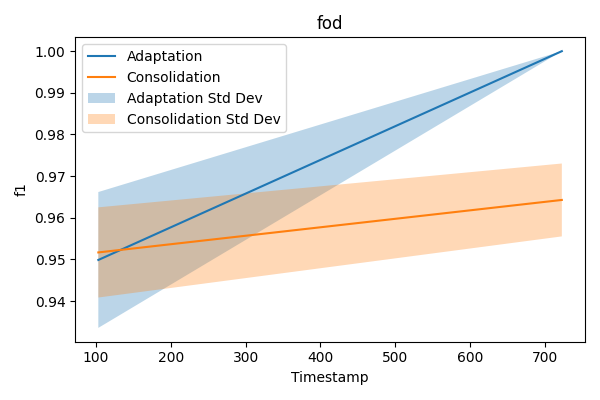 fod
Adaptation
Consolidation
Adaptation Std Dev
Consolidation Std Dev
1.00
0.99
0.98
0.97
0.96
0.95
0.94
f1
100 200 300 400 500 600 700
Timestamp